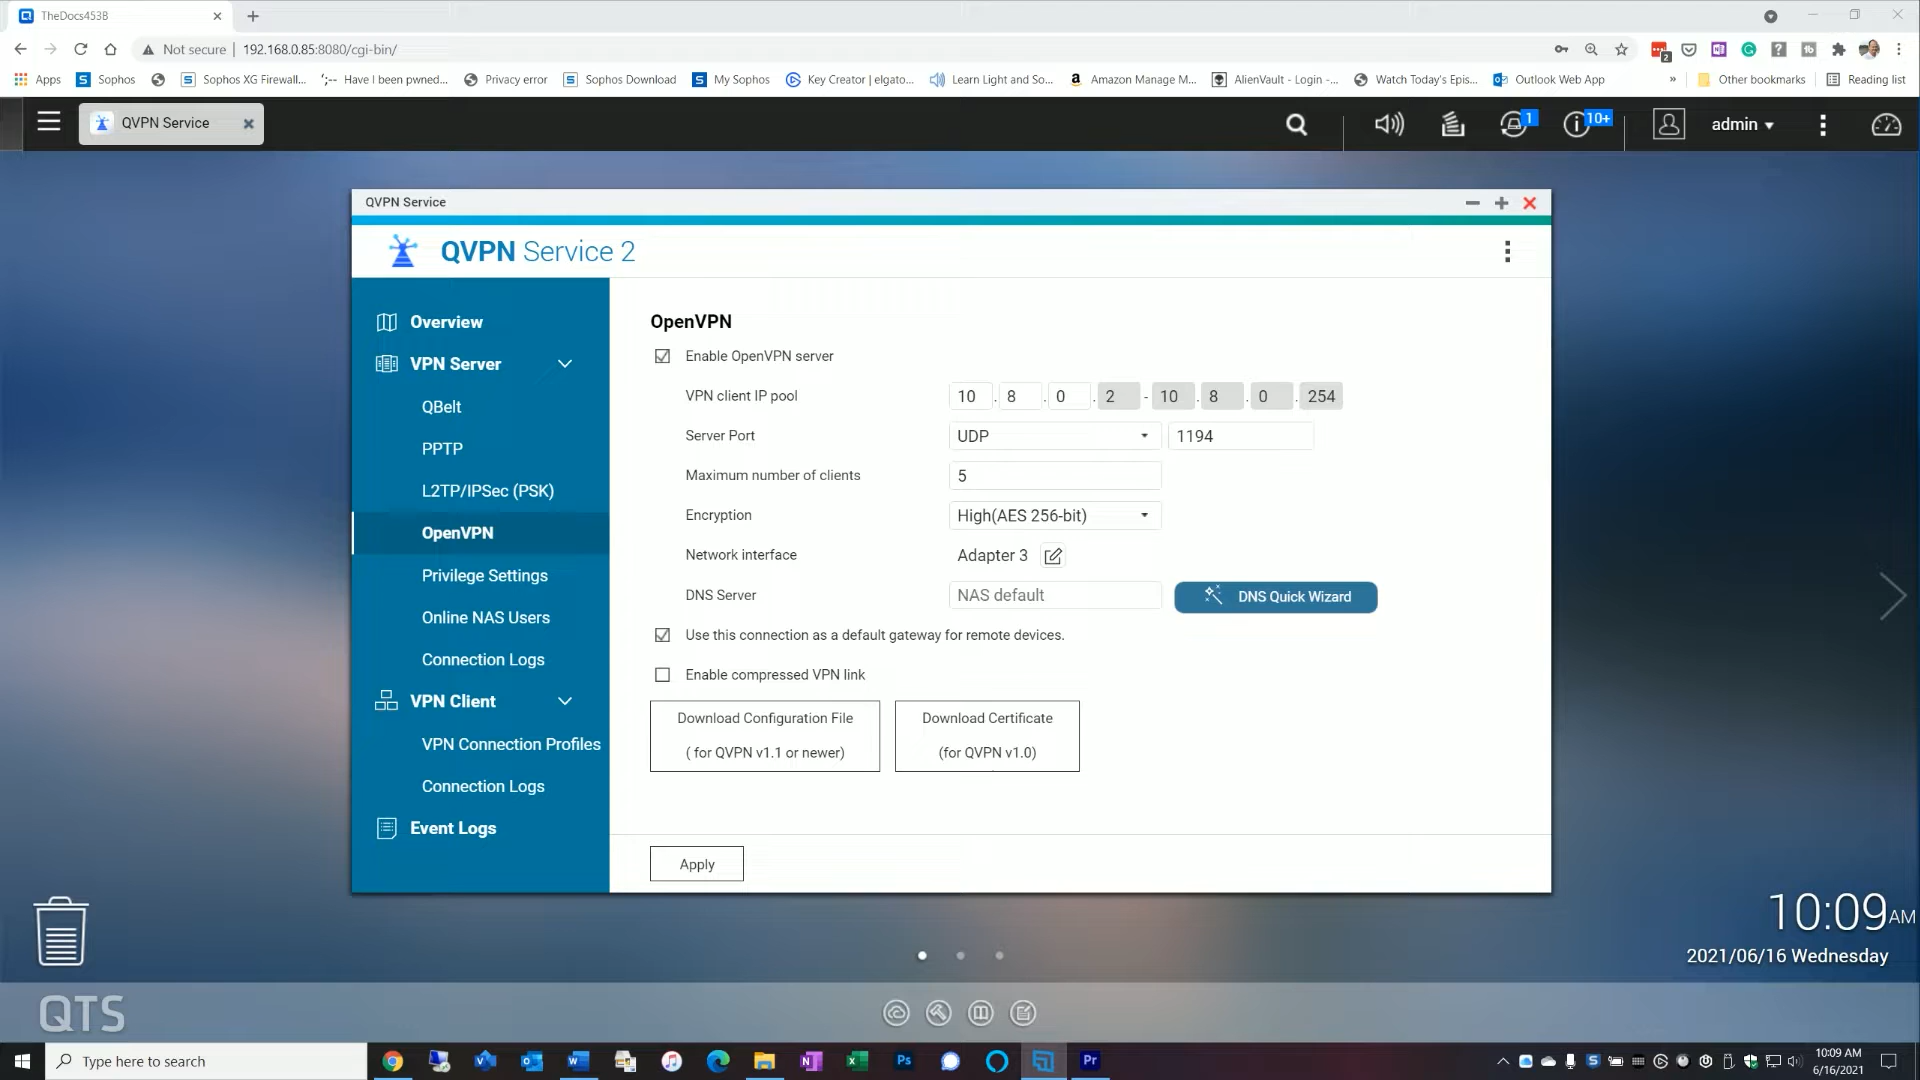 TheDocs453B
Not secure | 192.168.0.85:8080/cgi-bin/
Apps Sophos Sophos XG Firewall... Have I been pwned... Privacy error Sophos Download My Sophos Key Creator | elgato... Learn Light and So... Amazon Manage M... AlienVault - Login -... Watch Today's Epis... Outlook Web App » Other bookmarks Reading list
QVPN Service 1 10+ admin
QVPN Service
QVPN Service 2
Overview
VPN Server
QBelt
PPTP
L2TP/IPSec (PSK)
OpenVPN
Privilege Settings
Online NAS Users
Connection Logs
VPN Client
VPN Connection Profiles
Connection Logs
Event Logs
OpenVPN
Enable OpenVPN server
VPN client IP pool 10 . 8 . 0 . 2 - 10 . 8 . 0 . 254
Server Port UDP 1194
Maximum number of clients 5
Encryption High(AES 256-bit)
Network interface Adapter 3
DNS Server NAS default DNS Quick Wizard
Use this connection as a default gateway for remote devices.
Enable compressed VPN link
Download Configuration File
( for QVPN v1.1 or newer)
Download Certificate
(for QVPN v1.0)
Apply
10:09AM
2021/06/16 Wednesday
QTS
Type here to search
10:09 AM
6/16/2021